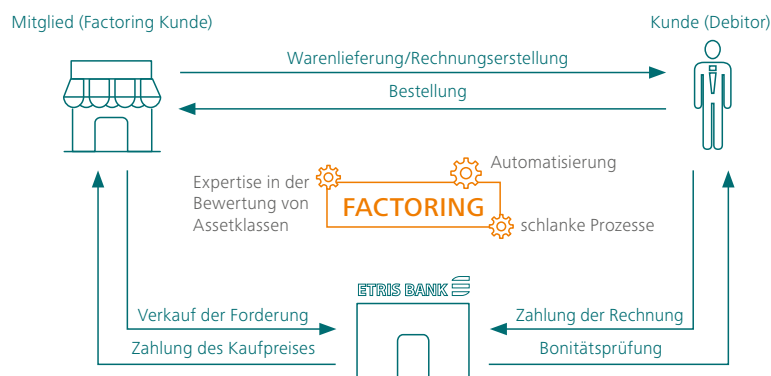 Mitglied (Factoring Kunde)
Kunde (Debitor)
Warenlieferung/Rechnungserstellung
Bestellung
Expertise in der
Bewertung von
Assetklassen
Automatisierung
FACTORING
schlanke Prozesse
ETRIS BANK
Verkauf der Forderung
Zahlung der Rechnung
Zahlung des Kaufpreises
Bonitätsprüfung